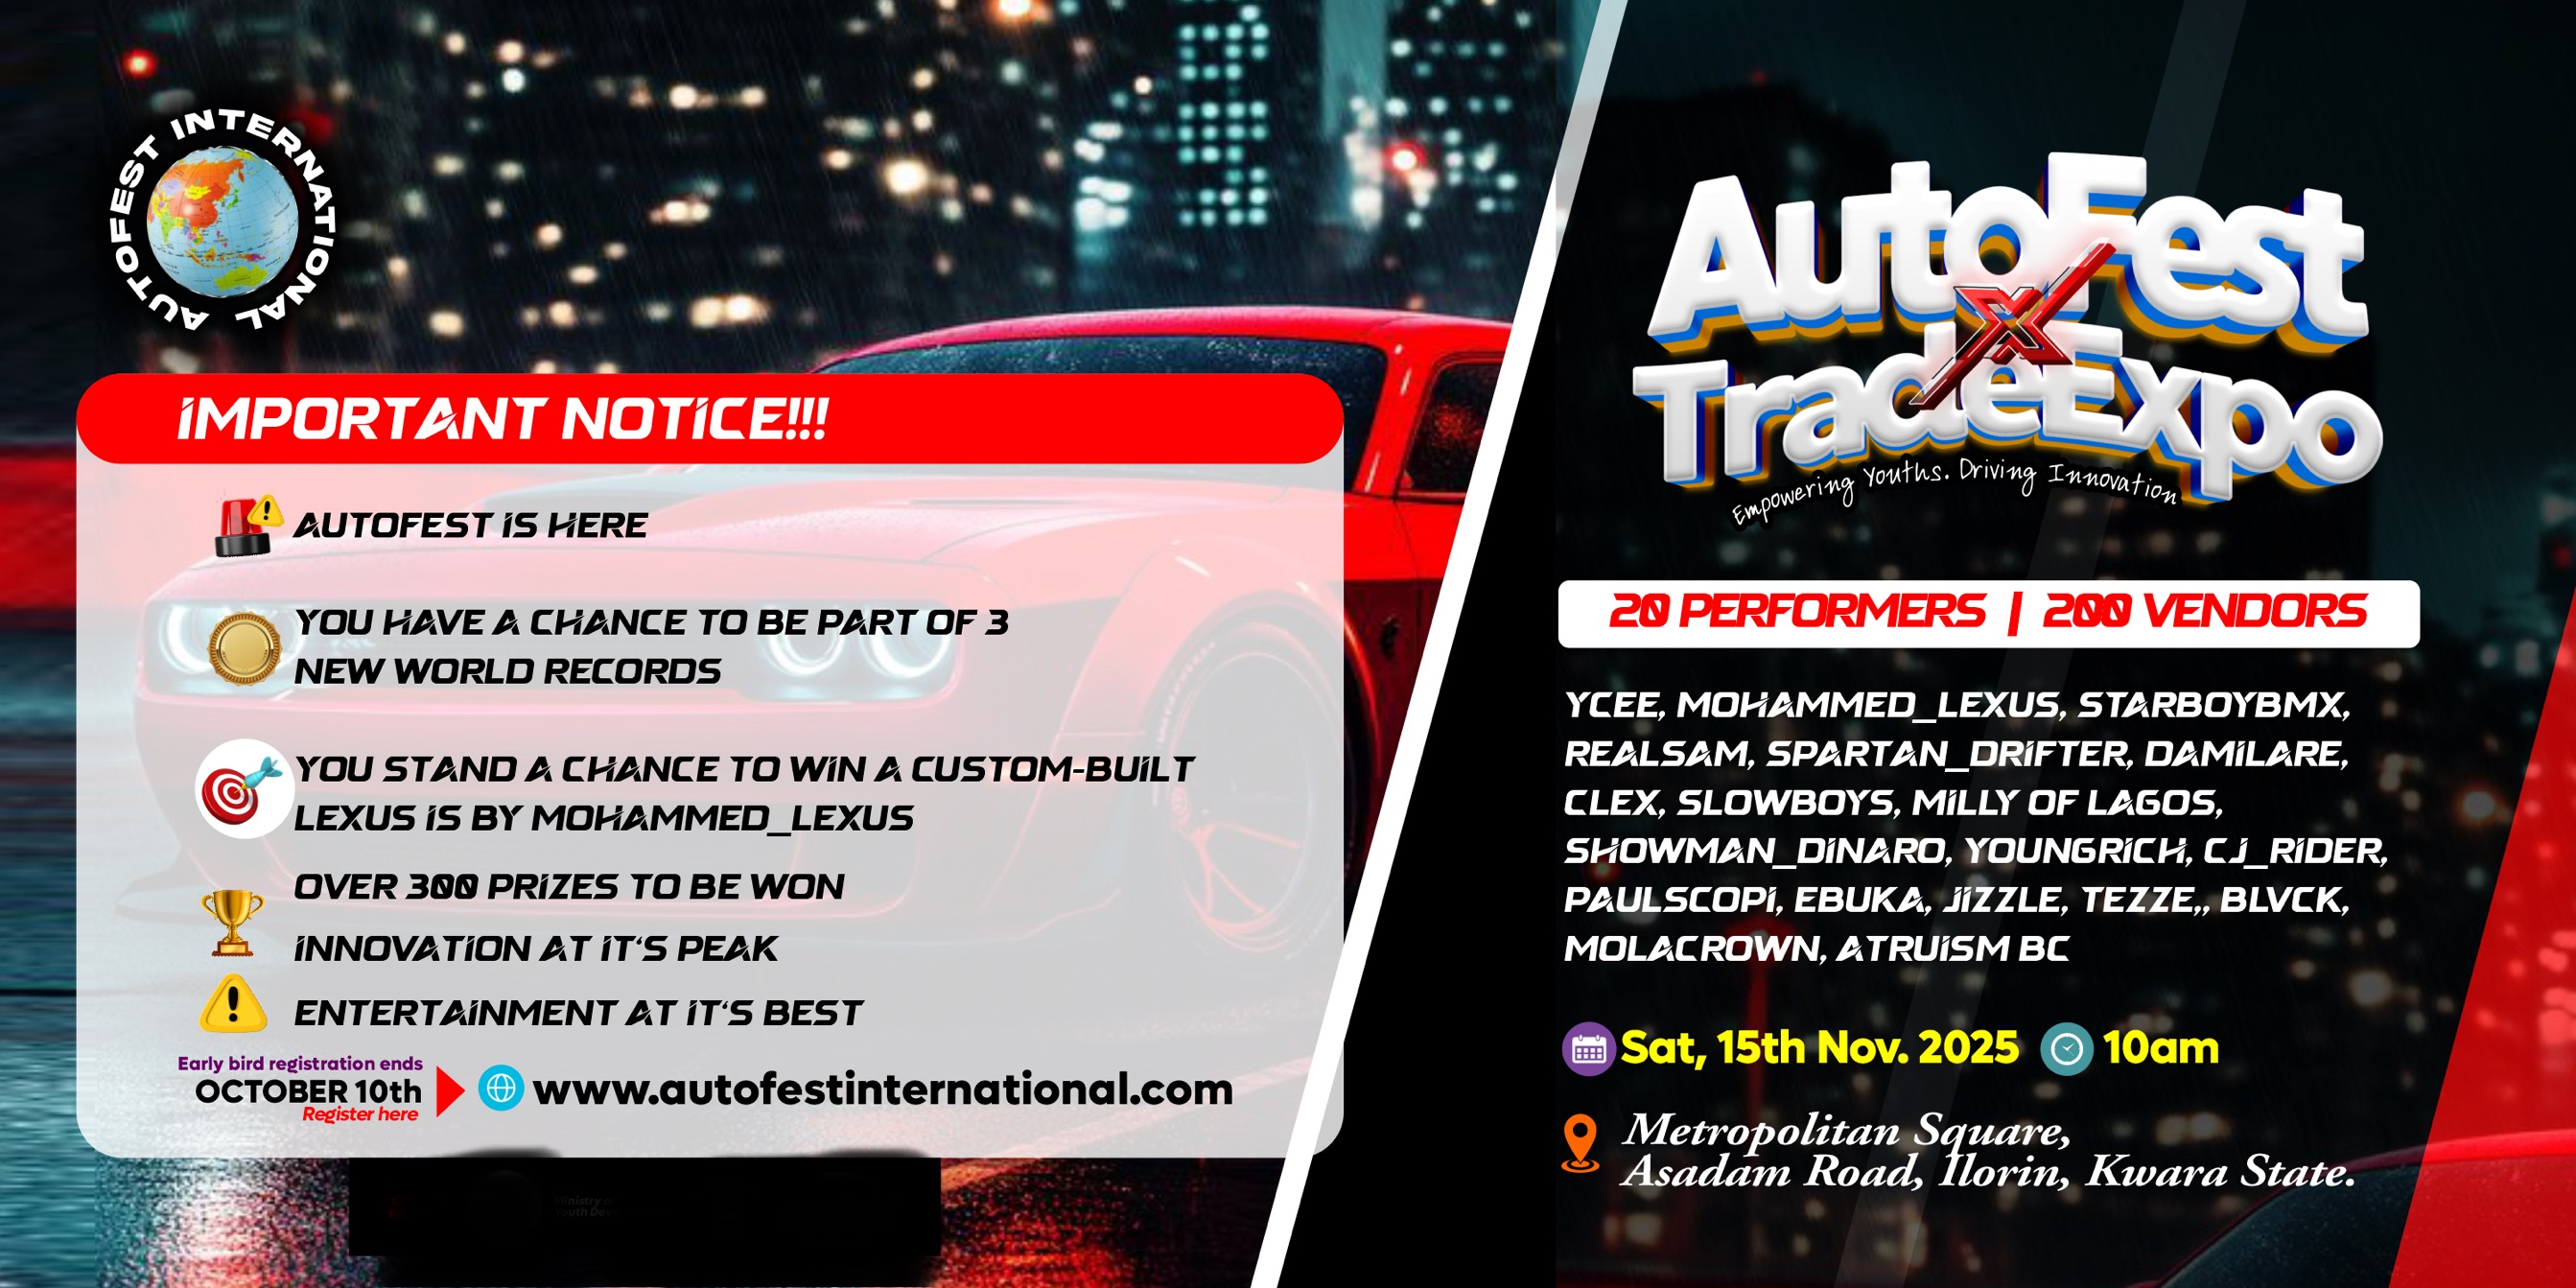 AUTOFEST INTERNATIONAL
IMPORTANT NOTICE!!!
AUTOFEST IS HERE
YOU HAVE A CHANCE TO BE PART OF 3
NEW WORLD RECORDS
YOU STAND A CHANCE TO WIN A CUSTOM-BUILT
LEXUS IS BY MOHAMMED_LEXUS
OVER 300 PRIZES TO BE WON
INNOVATION AT IT'S PEAK
ENTERTAINMENT AT IT'S BEST
Early bird registration ends
OCTOBER 10th
Register here
www.autofestinternational.com
AutoFest
X
TradeExpo
Empowering Youths. Driving Innovation
20 PERFORMERS | 200 VENDORS
YCEE, MOHAMMED_LEXUS, STARBOYBMX,
REALSAM, SPARTAN_DRIFTER, DAMILARE,
CLEX, SLOWBOYS, MILLY OF LAGOS,
SHOWMAN_DINARO, YOUNGRICH, CJ_RIDER,
PAULSCOPI, EBUKA, JIZZLE, TEZZE,, BLVCK,
MOLACROWN, ATRUISM BC
Sat, 15th Nov. 2025 10am
Metropolitan Square,
Asadam Road, Ilorin, Kwara State.